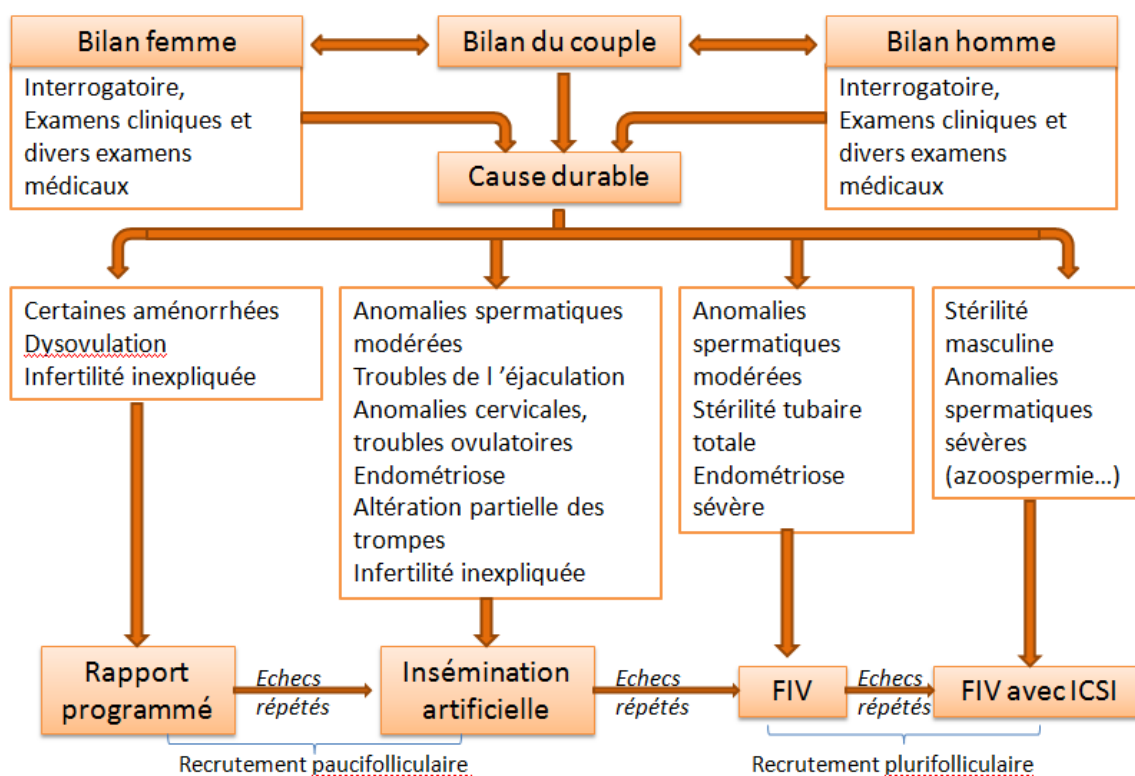 Bilan femme
Bilan du couple
Bilan homme
Interrogatoire,
Examens cliniques et
divers examens
médicaux
Interrogatoire,
Examens cliniques et
divers examens
médicaux
Cause durable
Certaines aménorrhées
Dysovulation
Infertilité inexpliquée
Anomalies spermatiques
modérées
Troubles de l ’éjaculation
Anomalies cervicales,
troubles ovulatoires
Endométriose
Altération partielle des
trompes
Infertilité inexpliquée
Anomalies
spermatiques
modérées
Stérilité tubaire
totale
Endométriose
sévère
Stérilité
masculine
Anomalies
spermatiques
sévères
(azoospermie…)
Rapport
programmé
Echecs
répétés
Insémination
artificielle
Echecs
répétés
FIV
Echecs
répétés
FIV avec ICSI
Recrutement paucifolliculaire
Recrutement plurifolliculaire